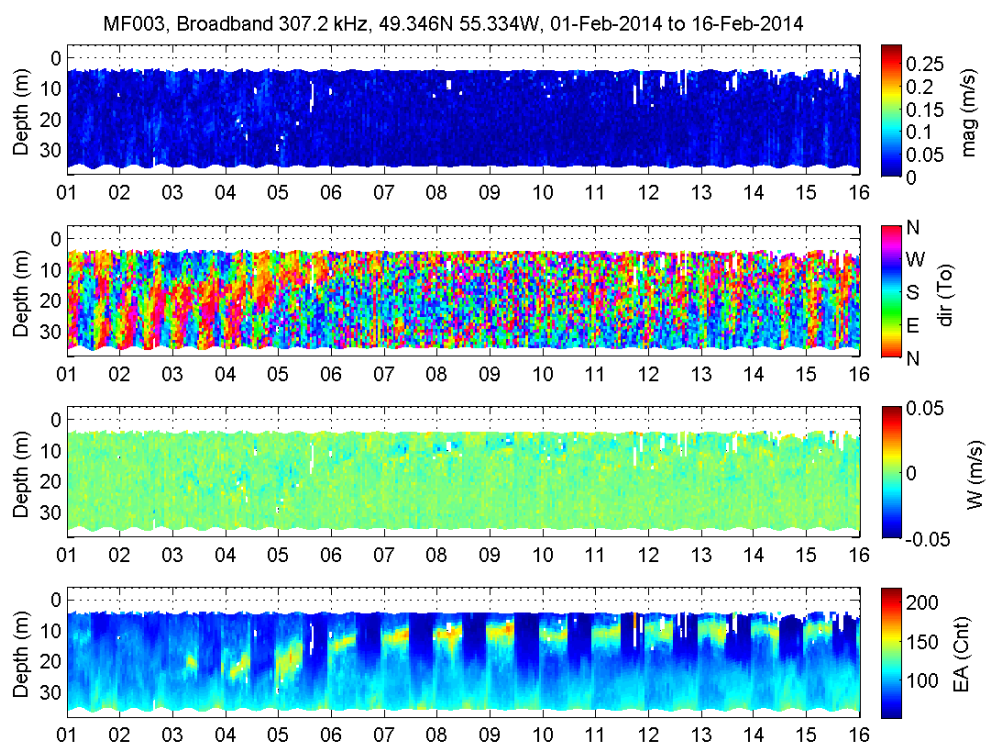 MF003, Broadband 307.2 kHz, 49.346N 55.334W, 01-Feb-2014 to 16-Feb-2014
0
10
20
30
Depth (m)
01 02 03 04 05 06 07 08 09 10 11 12 13 14 15 16
0.25
0.2
0.15
0.1
0.05
0
mag (m/s)
0
10
20
30
Depth (m)
01 02 03 04 05 06 07 08 09 10 11 12 13 14 15 16
N
W
S
E
N
dir (To)
0
10
20
30
Depth (m)
01 02 03 04 05 06 07 08 09 10 11 12 13 14 15 16
0.05
0
-0.05
W (m/s)
0
10
20
30
Depth (m)
01 02 03 04 05 06 07 08 09 10 11 12 13 14 15 16
200
150
100
EA (Cnt)